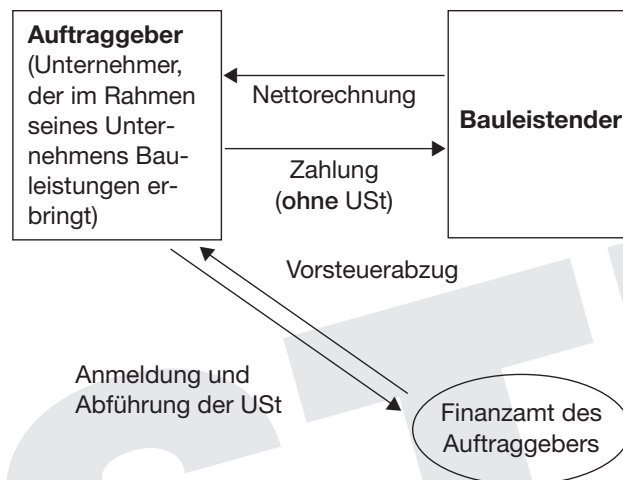 Auftraggeber
(Unternehmer,
der im Rahmen
seines Unter-
nehmens Bau-
leistungen er-
bringt)
Nettorechnung
Zahlung
(ohne USt)
Bauleistender
Vorsteuerabzug
Anmeldung und
Abführung der USt
Finanzamt des
Auftraggebers